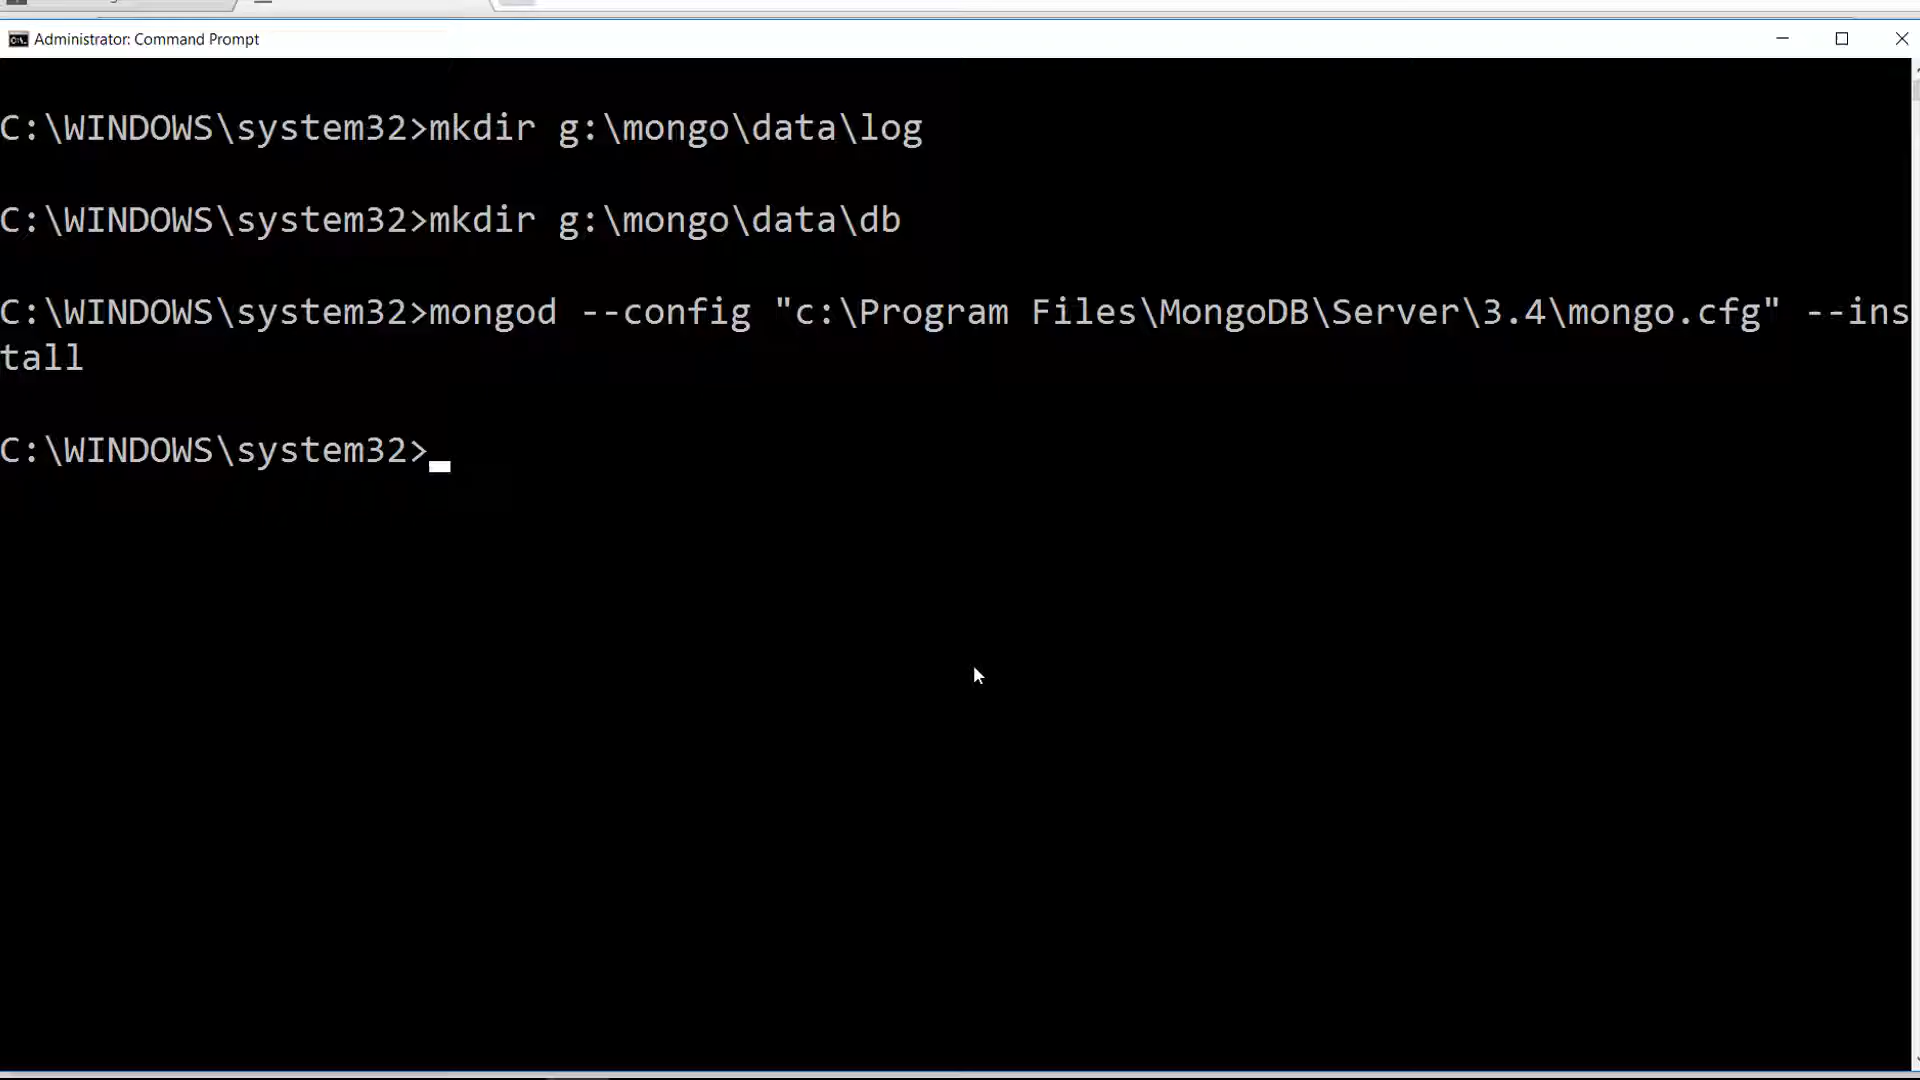 Administrator: Command Prompt
C:\WINDOWS\system32>mkdir g:\mongo\data\log
C:\WINDOWS\system32>mkdir g:\mongo\data\db
C:\WINDOWS\system32>mongod --config "c:\Program Files\MongoDB\Server\3.4\mongo.cfg" --ins
tall
C:\WINDOWS\system32>